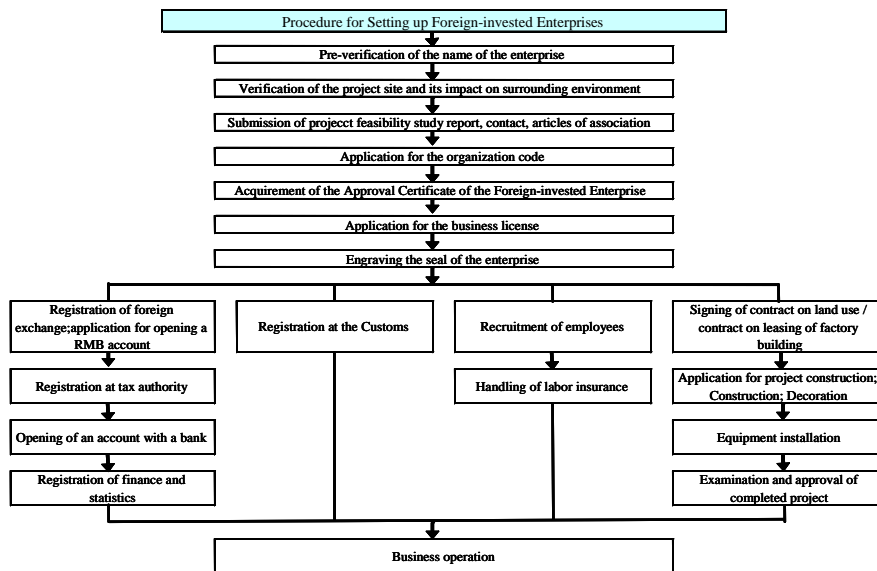 Procedure for Setting up Foreign-invested Enterprises
Pre-verification of the name of the enterprise
Verification of the project site and its impact on surrounding environment
Submission of projecct feasibility study report, contact, articles of association
Application for the organization code
Acquirement of the Approval Certificate of the Foreign-invested Enterprise
Application for the business license
Engraving the seal of the enterprise
Registration of foreign
exchange;application for opening a
RMB account
Registration at the Customs
Recruitment of employees
Signing of contract on land use /
contract on leasing of factory
building
Registration at tax authority
Handling of labor insurance
Application for project construction;
Construction; Decoration
Opening of an account with a bank
Equipment installation
Registration of finance and
statistics
Examination and approval of
completed project
Business operation